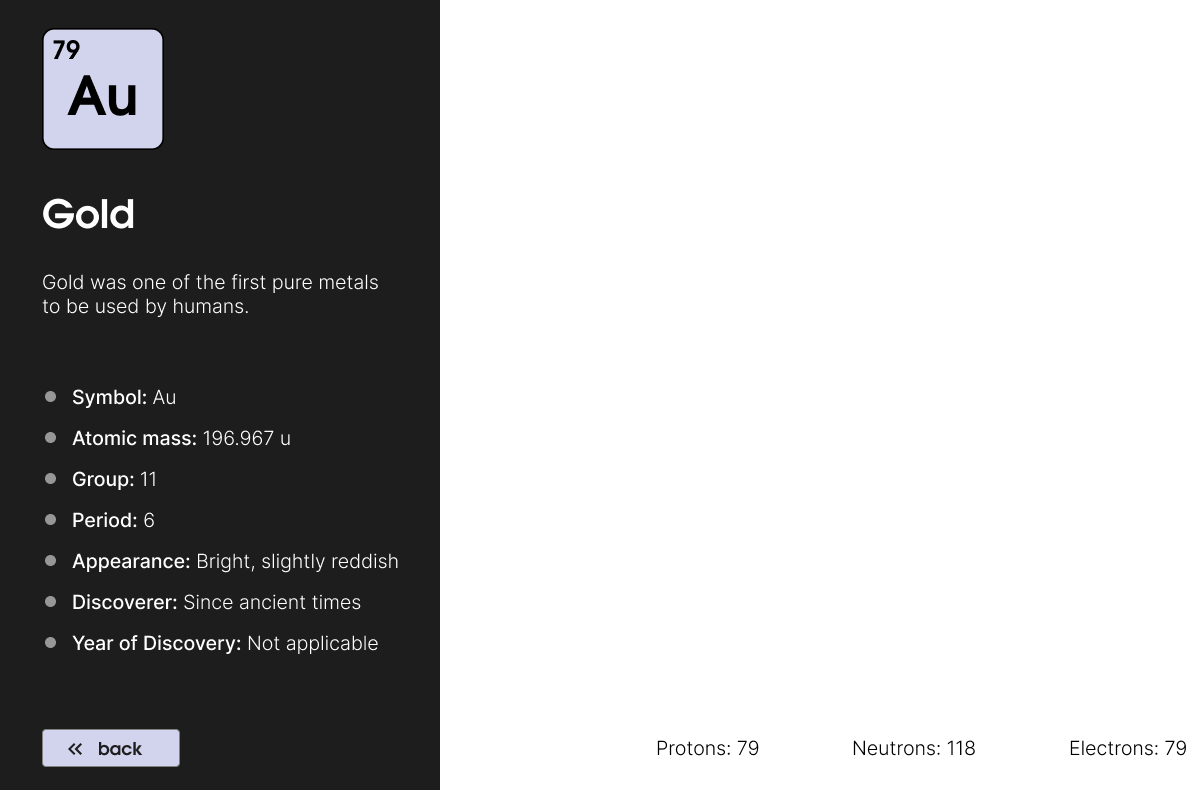 79
Au
Gold
Gold was one of the first pure metals
to be used by humans.
Symbol: Au
Atomic mass: 196.967 u
Group: 11
Period: 6
Appearance: Bright, slightly reddish
Discoverer: Since ancient times
Year of Discovery: Not applicable
back
Protons: 79
Neutrons: 118
Electrons: 79